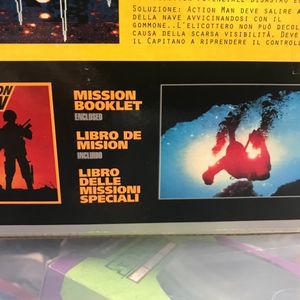 SOLUZIONE: ACTION MAN DEVE SALIRE A
DELLA NAVE AVVICINANDOSI CON IL
GOMMONE..L'ELICOTTERO NON PUÒ DECOL
CAUSA DELLA SCARSA VISIBILITÀ. DEVE
IL CAPITANO A RIPRENDERE IL CONTROLL
MISSION
BOOKLET
ENCLOSED
LIBRO DE
MISION
INCLUIDO
LIBRO
DELLE
MISSIONI
SPECIALI